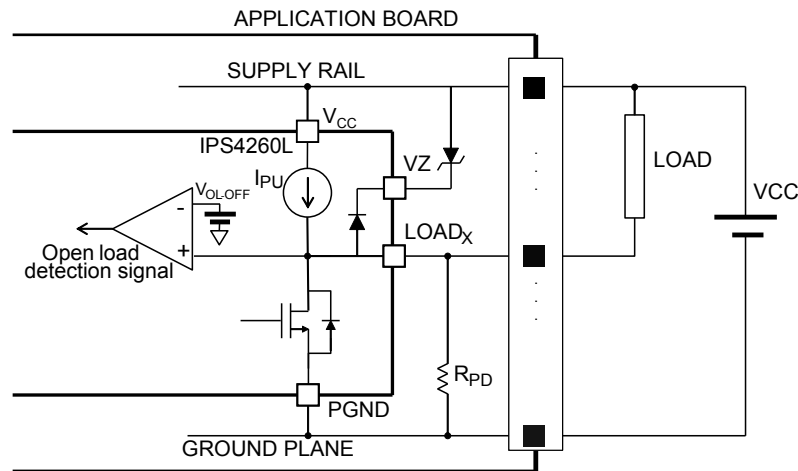 APPLICATION BOARD
SUPPLY RAIL
VCC
IPS4260L
VZ
LOAD
IPU
VOL-OFF
VCC
LOADX
-
+
Open load
detection signal
RPD
PGND
GROUND PLANE